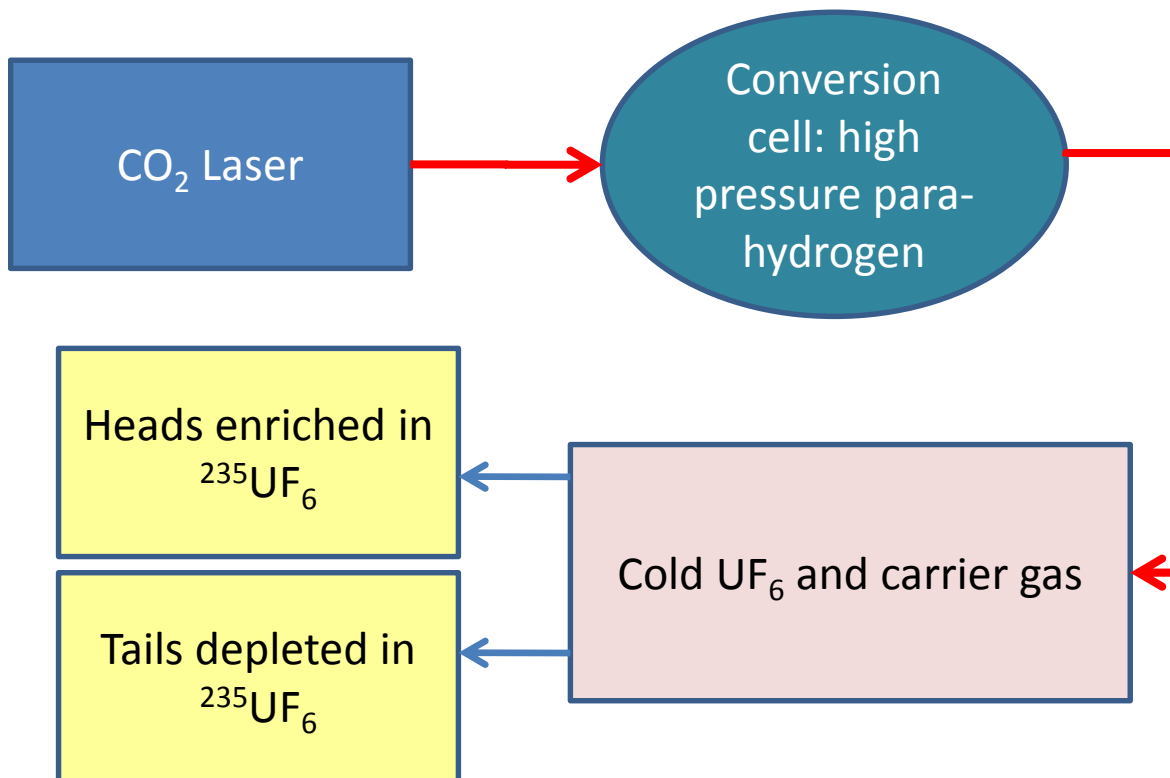 CO₂ Laser
Conversion
cell: high
pressure para-
hydrogen
Heads enriched in
²³⁵UF₆
Cold UF₆ and carrier gas
Tails depleted in
²³⁵UF₆